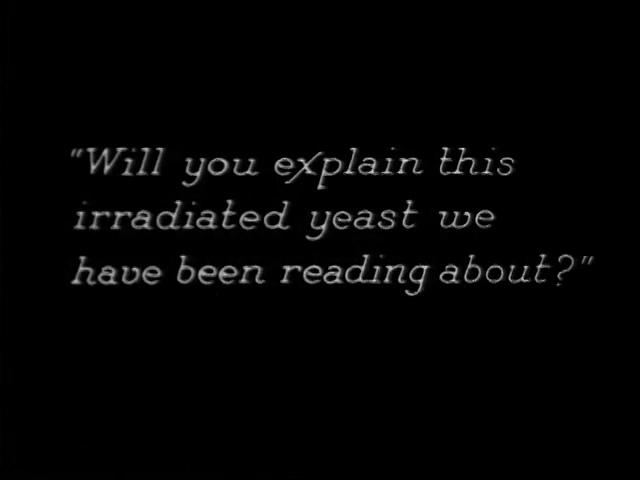 "Will you explain this
irradiated yeast we
have been reading about?"